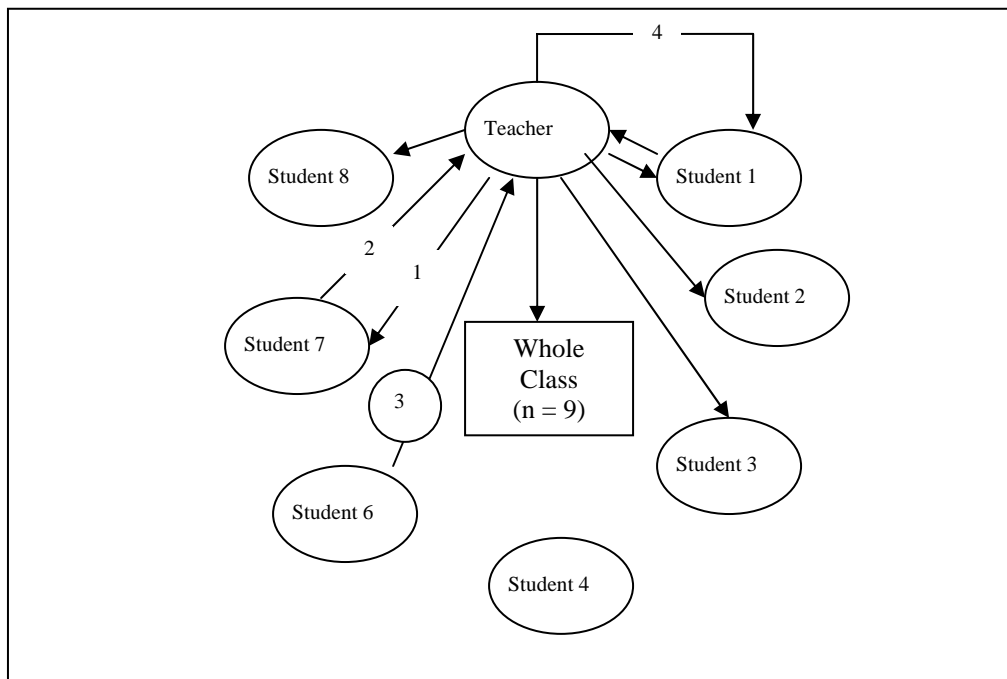 4
Teacher
Student 8
Student 1
2
1
Student 2
Student 7
Whole
Class
(n = 9)
3
Student 3
Student 6
Student 4